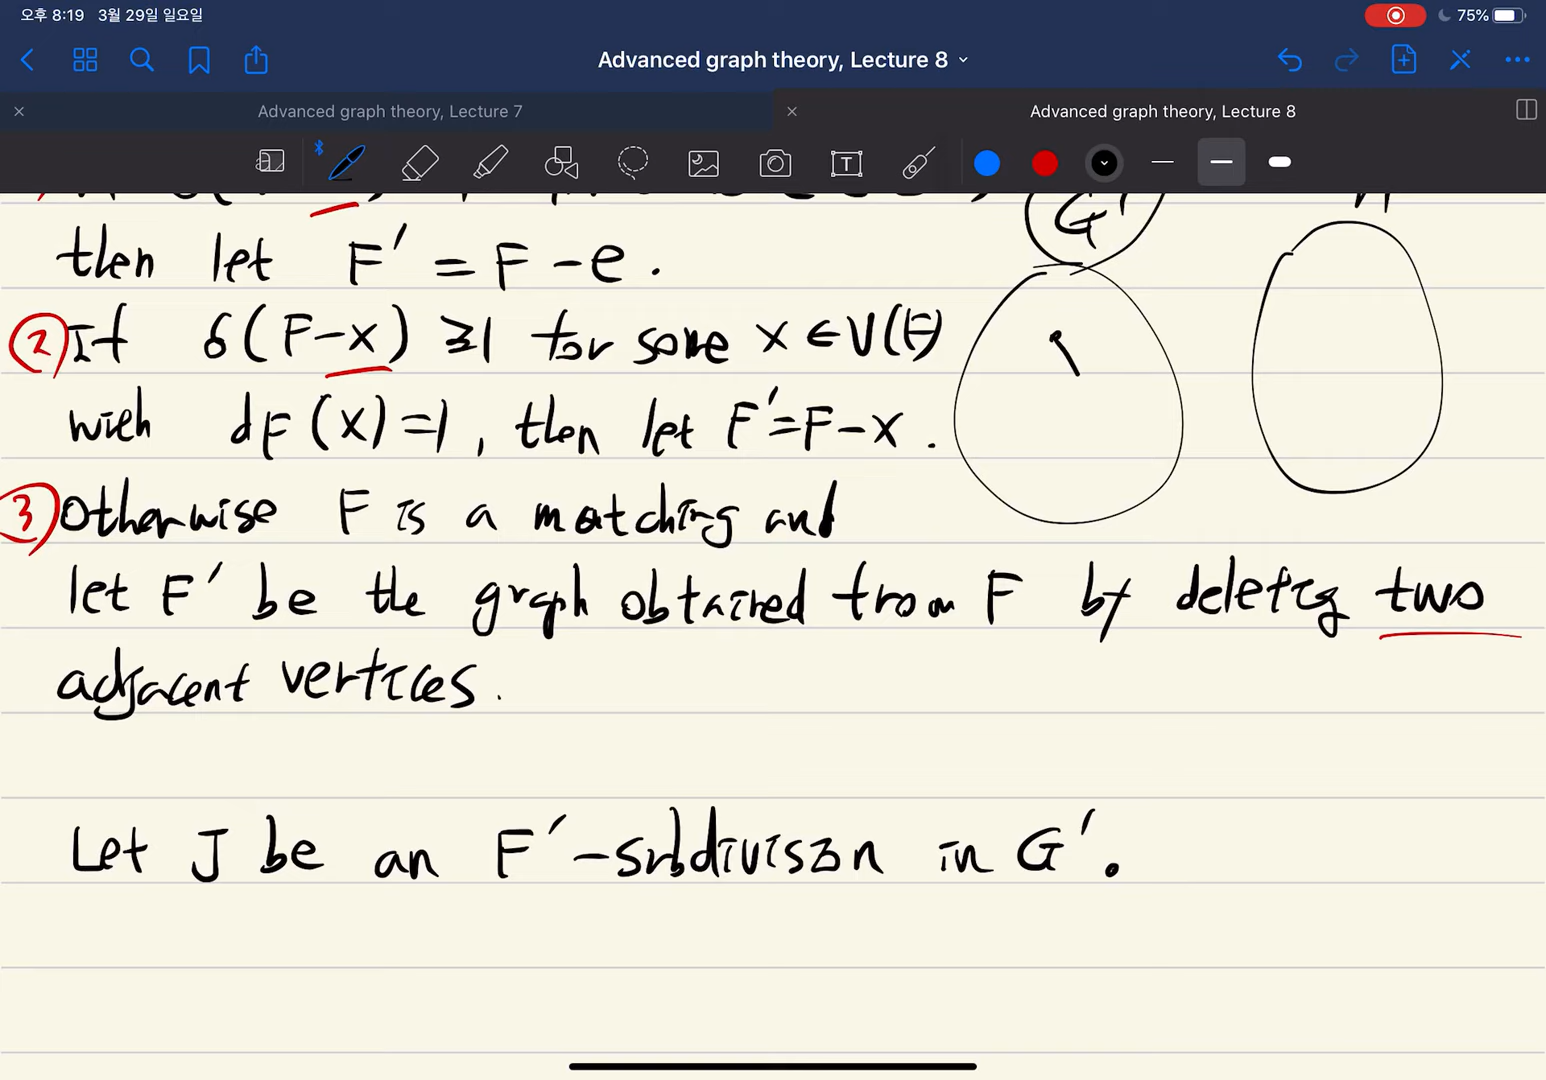 오후 8:19 3월 29일 일요일
75%
Advanced graph theory, Lecture 8
Advanced graph theory, Lecture 7
Advanced graph theory, Lecture 8
T
G'
then let F' = F - e .
② If δ(F-x) ≥1 for some x ∈ V(F)
with dF(x)=1, then let F'=F-x .
③ Otherwise F is a matching and
let F' be the graph obtained from F by deleting two
adjacent vertices .
Let J be an F'-subdivision in G'.